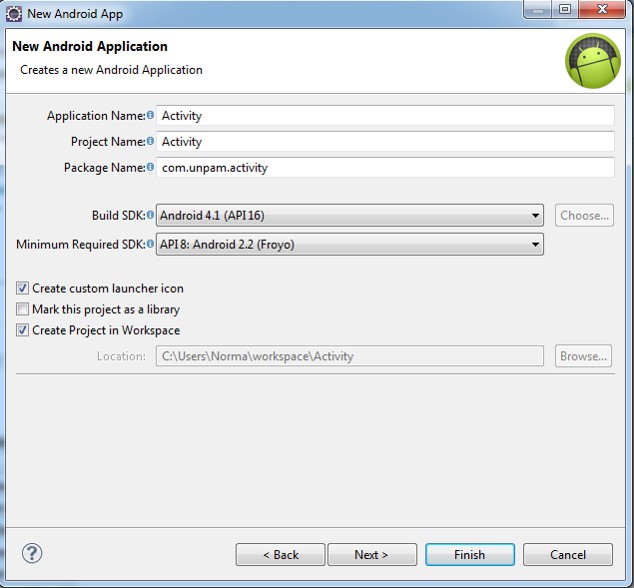 New Android App
New Android Application
Creates a new Android Application
Application Name: Activity
Project Name: Activity
Package Name: com.unpam.activity
Build SDK: Android 4.1 (API 16) Choose...
Minimum Required SDK: API 8: Android 2.2 (Froyo)
Create custom launcher icon
Mark this project as a library
Create Project in Workspace
Location: C:\Users\Norma\workspace\Activity Browse...
? < Back Next > Finish Cancel